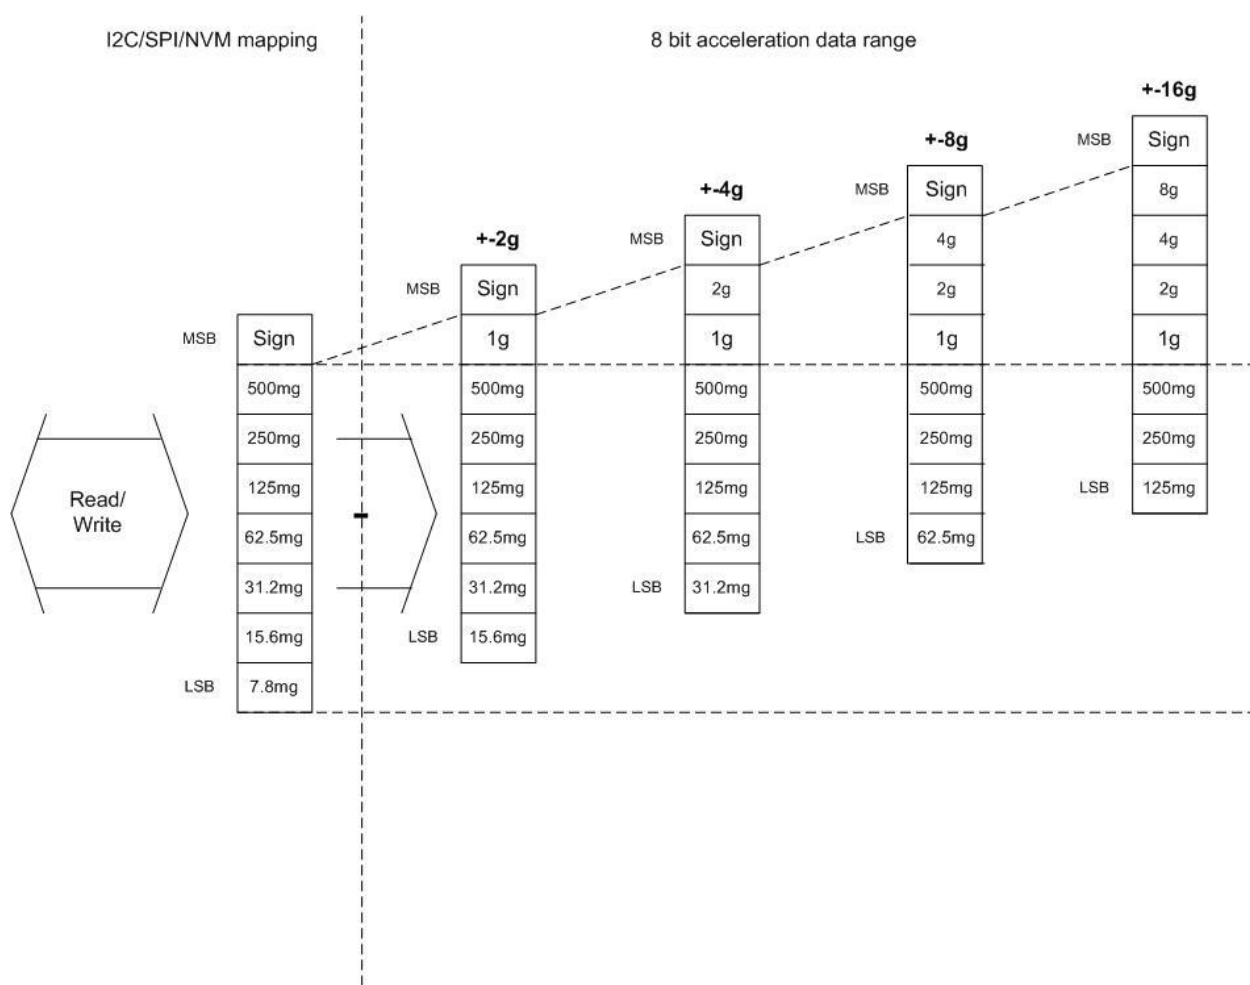 I2C/SPI/NVM mapping
8 bit acceleration data range
MSB
Sign
500mg
250mg
125mg
62.5mg
31.2mg
15.6mg
LSB
7.8mg
Read/
Write
+-2g
MSB
Sign
1g
500mg
250mg
125mg
62.5mg
31.2mg
LSB
15.6mg
+-4g
MSB
Sign
2g
1g
500mg
250mg
125mg
62.5mg
LSB
31.2mg
+-8g
MSB
Sign
4g
2g
1g
500mg
250mg
125mg
LSB
62.5mg
+-16g
MSB
Sign
8g
4g
2g
1g
500mg
250mg
LSB
125mg